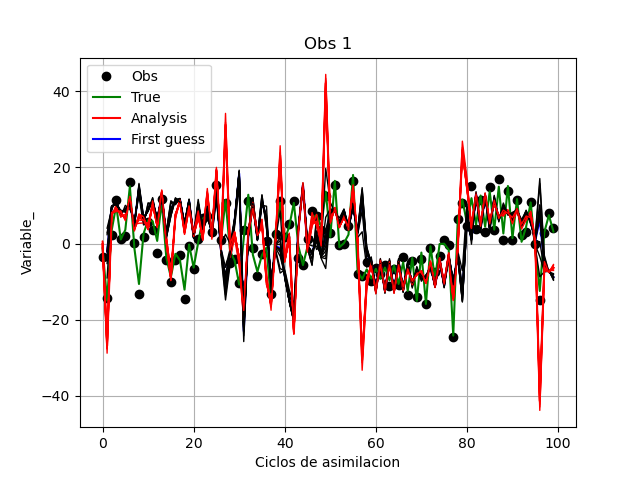 Obs 1
Obs
True
Analysis
First guess
40
20
0
−20
−40
Variable_
0
20
40
60
80
100
Ciclos de asimilacion